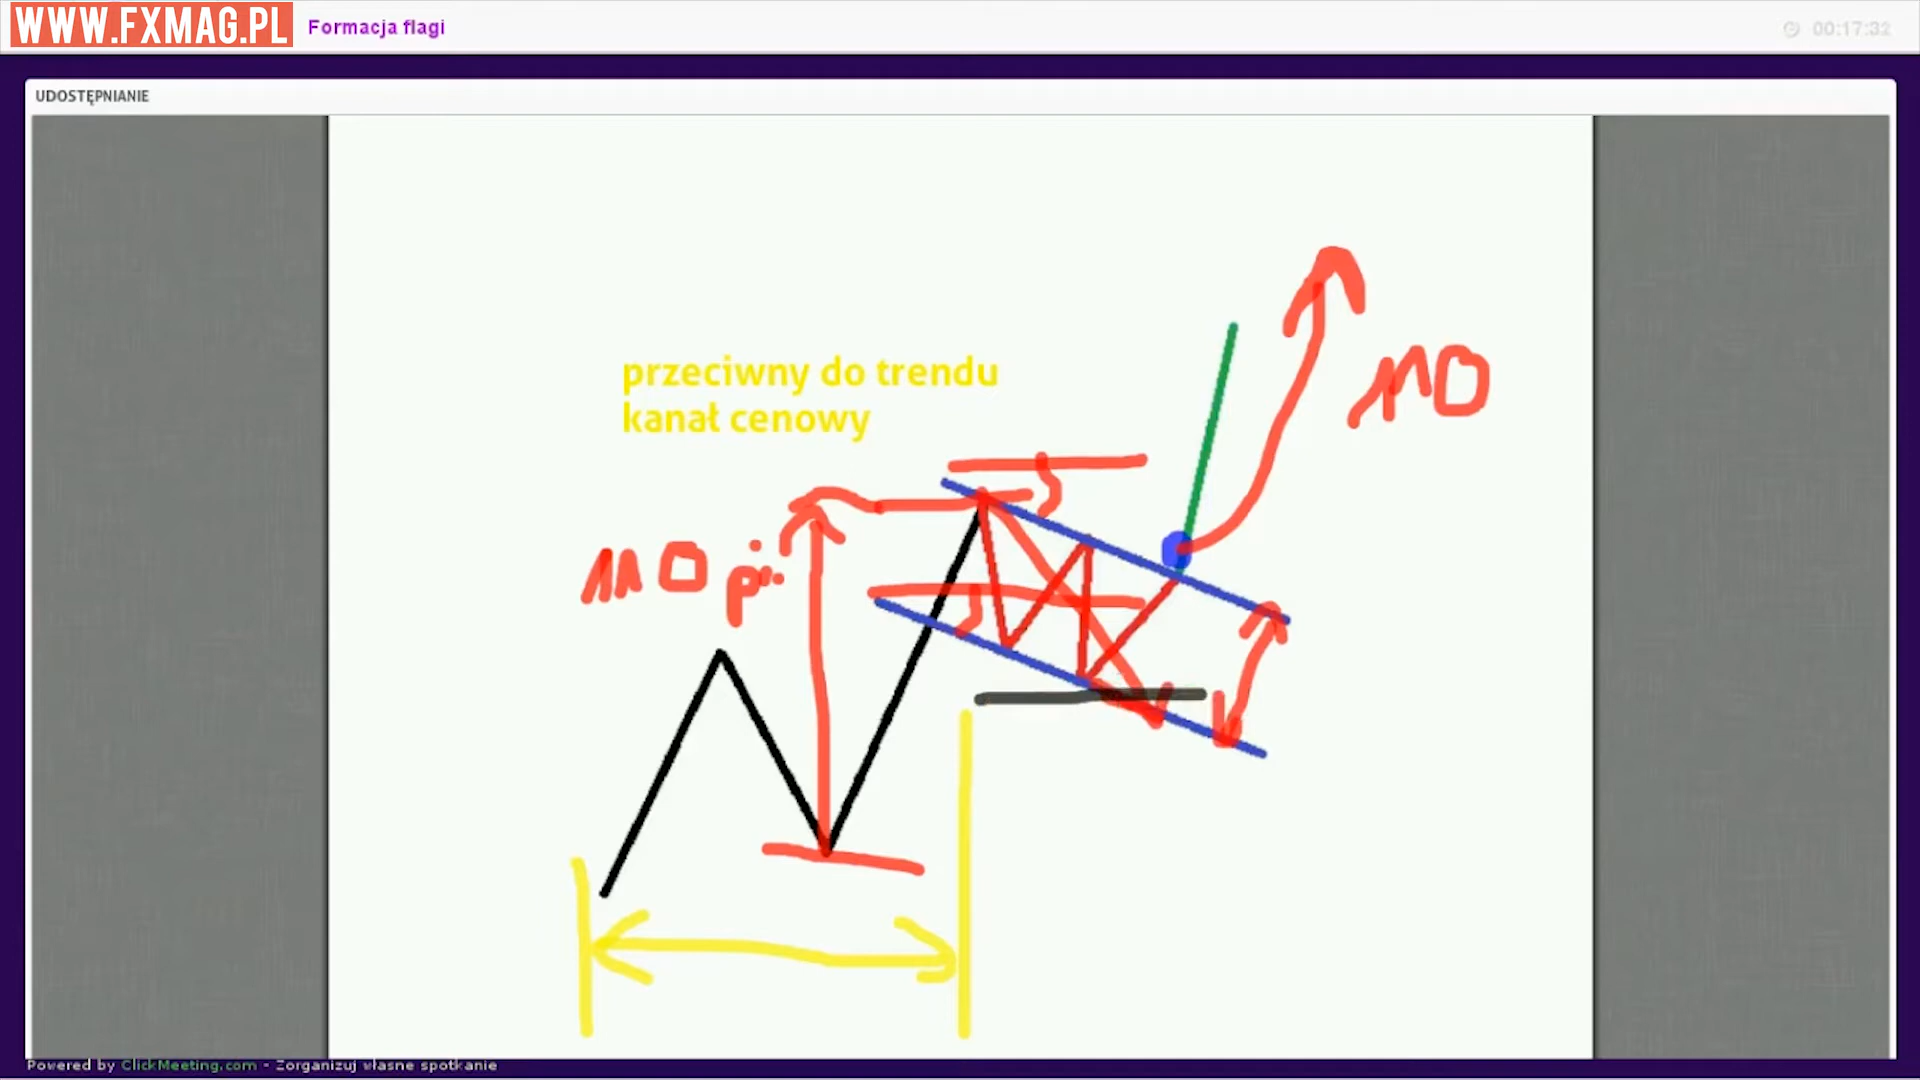 WWW.FXMAG.PL
Formacja flagi
00:17:32
UDOSTĘPNIANIE
przeciwny do trendu
kanał cenowy
110
110
Powered by ClickMeeting.com - Zorganizuj własne spotkanie